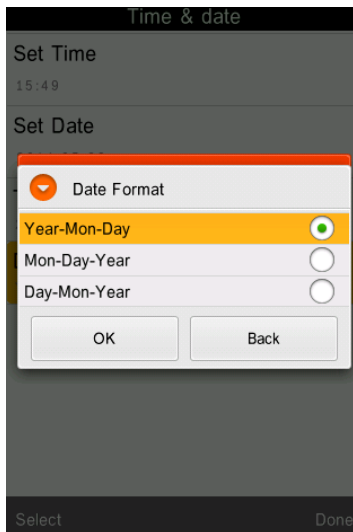 Time & date
Set Time
15:49
Set Date
Date Format
Year-Mon-Day
Mon-Day-Year
Day-Mon-Year
OK Back
Select Done